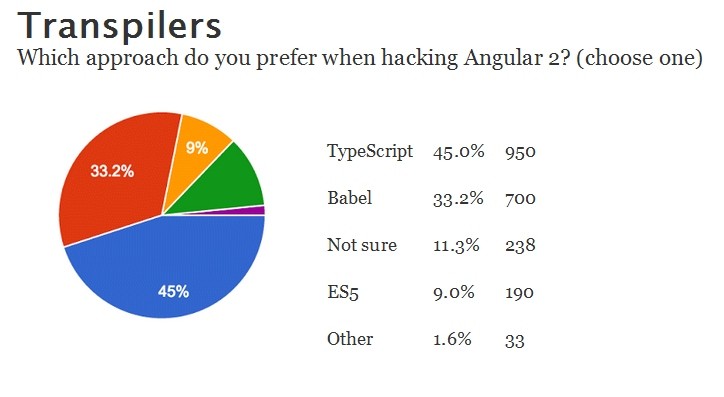 Transpilers
Which approach do you prefer when hacking Angular 2? (choose one)
9%
33.2%
45%
TypeScript 45.0% 950
Babel 33.2% 700
Not sure 11.3% 238
ES5 9.0% 190
Other 1.6% 33